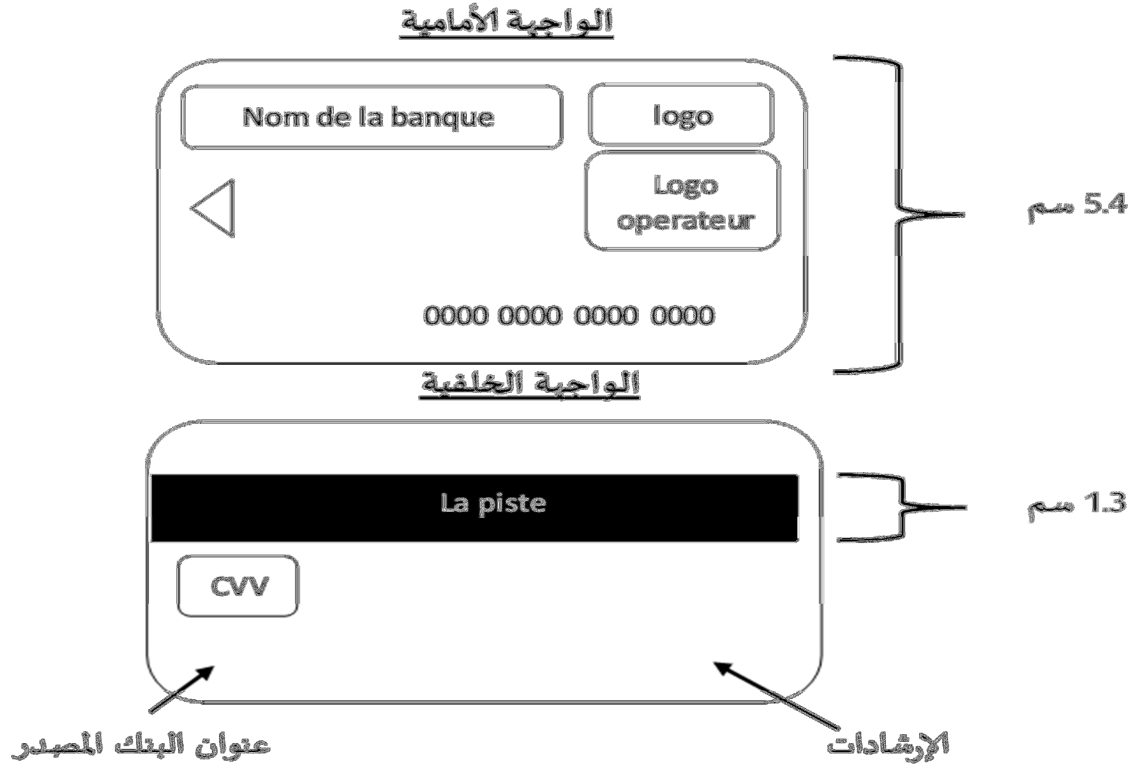 الواجهة الأمامية
Nom de la banque
logo
Logo
operateur
5.4 سم
0000 0000 0000 0000
الواجهة الخلفية
La piste
1.3 سم
CVV
عنوان البنك المصدر
الإرشادات